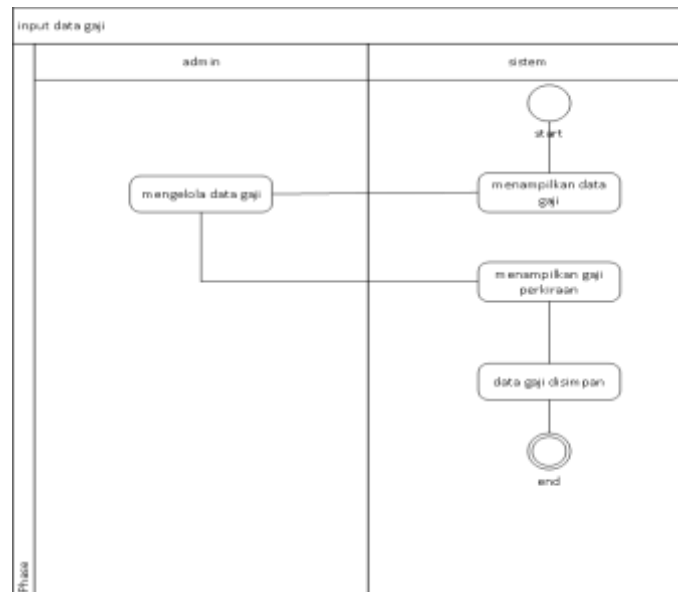 input data gaji
admin
sistem
start
mengelola data gaji
menampilkan data
gaji
menampilkan gaji
perkiraan
data gaji disimpan
end
Phase